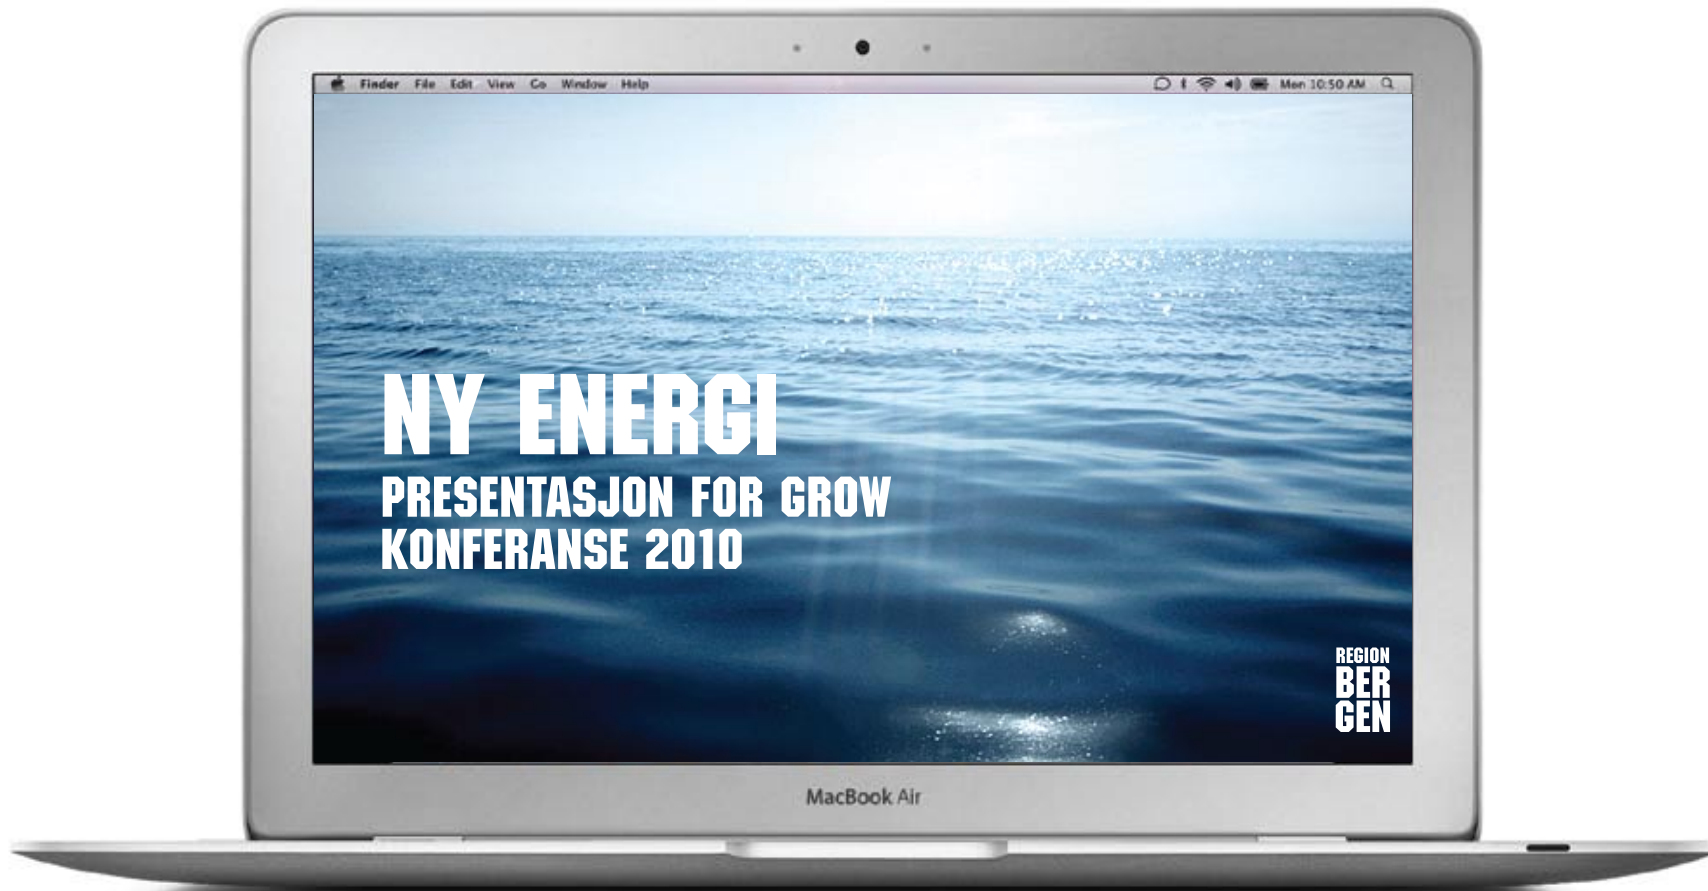 Finder File Edit View Go Window Help Mon 10:50 AM
NY ENERGI
PRESENTASJON FOR GROW
KONFERANSE 2010
REGION
BER
GEN
MacBook Air